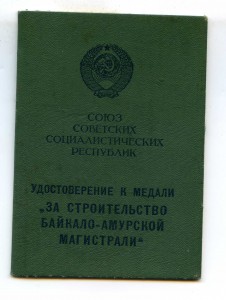 СОЮЗ
СОВЕТСКИХ
СОЦИАЛИСТИЧЕСКИХ
РЕСПУБЛИК
УДОСТОВЕРЕНИЕ К МЕДАЛИ
„ЗА СТРОИТЕЛЬСТВО
БАЙКАЛО-АМУРСКОЙ
МАГИСТРАЛИ“